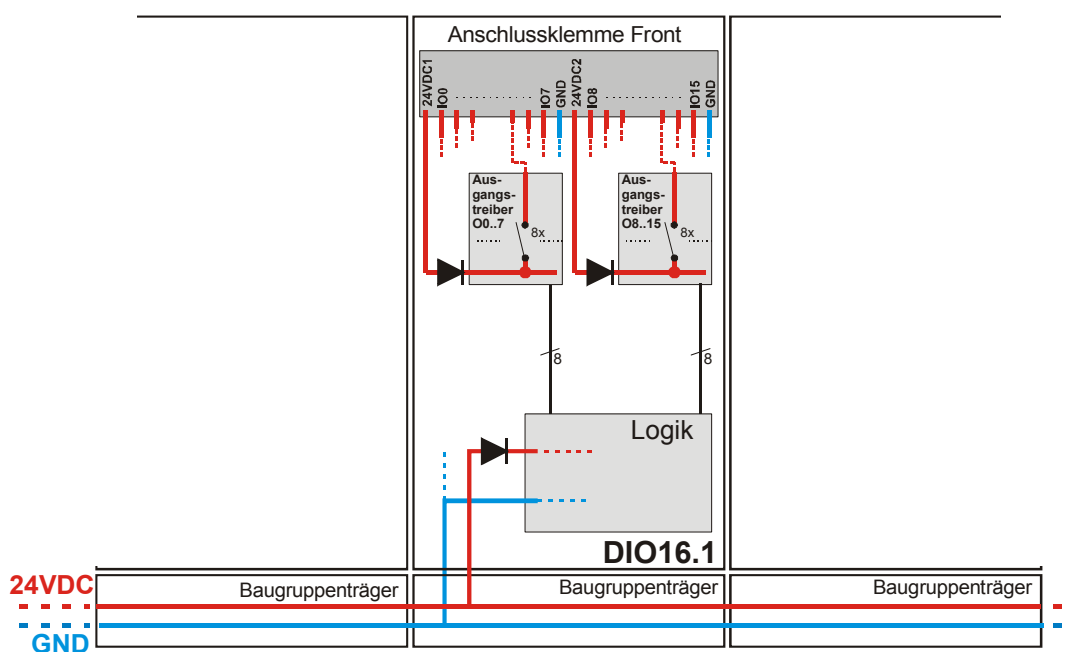 Anschlussklemme Front
24VDC1
IO0
IO7
GND
24VDC2
IO8
IO15
GND
Aus-
gangs-
treiber
O0..7
8x
Aus-
gangs-
treiber
O8..15
8x
8
8
Logik
DIO16.1
24VDC
Baugruppenträger
Baugruppenträger
Baugruppenträger
GND